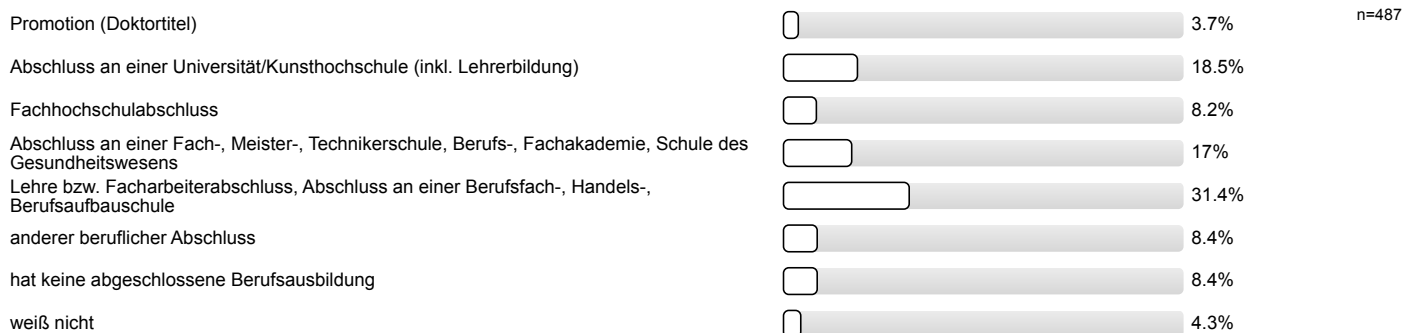 Promotion (Doktortitel) 3.7% n=487
Abschluss an einer Universität/Kunsthochschule (inkl. Lehrerbildung) 18.5%
Fachhochschulabschluss 8.2%
Abschluss an einer Fach-, Meister-, Technikerschule, Berufs-, Fachakademie, Schule des
Gesundheitswesens 17%
Lehre bzw. Facharbeiterabschluss, Abschluss an einer Berufsfach-, Handels-,
Berufsaufbauschule 31.4%
anderer beruflicher Abschluss 8.4%
hat keine abgeschlossene Berufsausbildung 8.4%
weiß nicht 4.3%